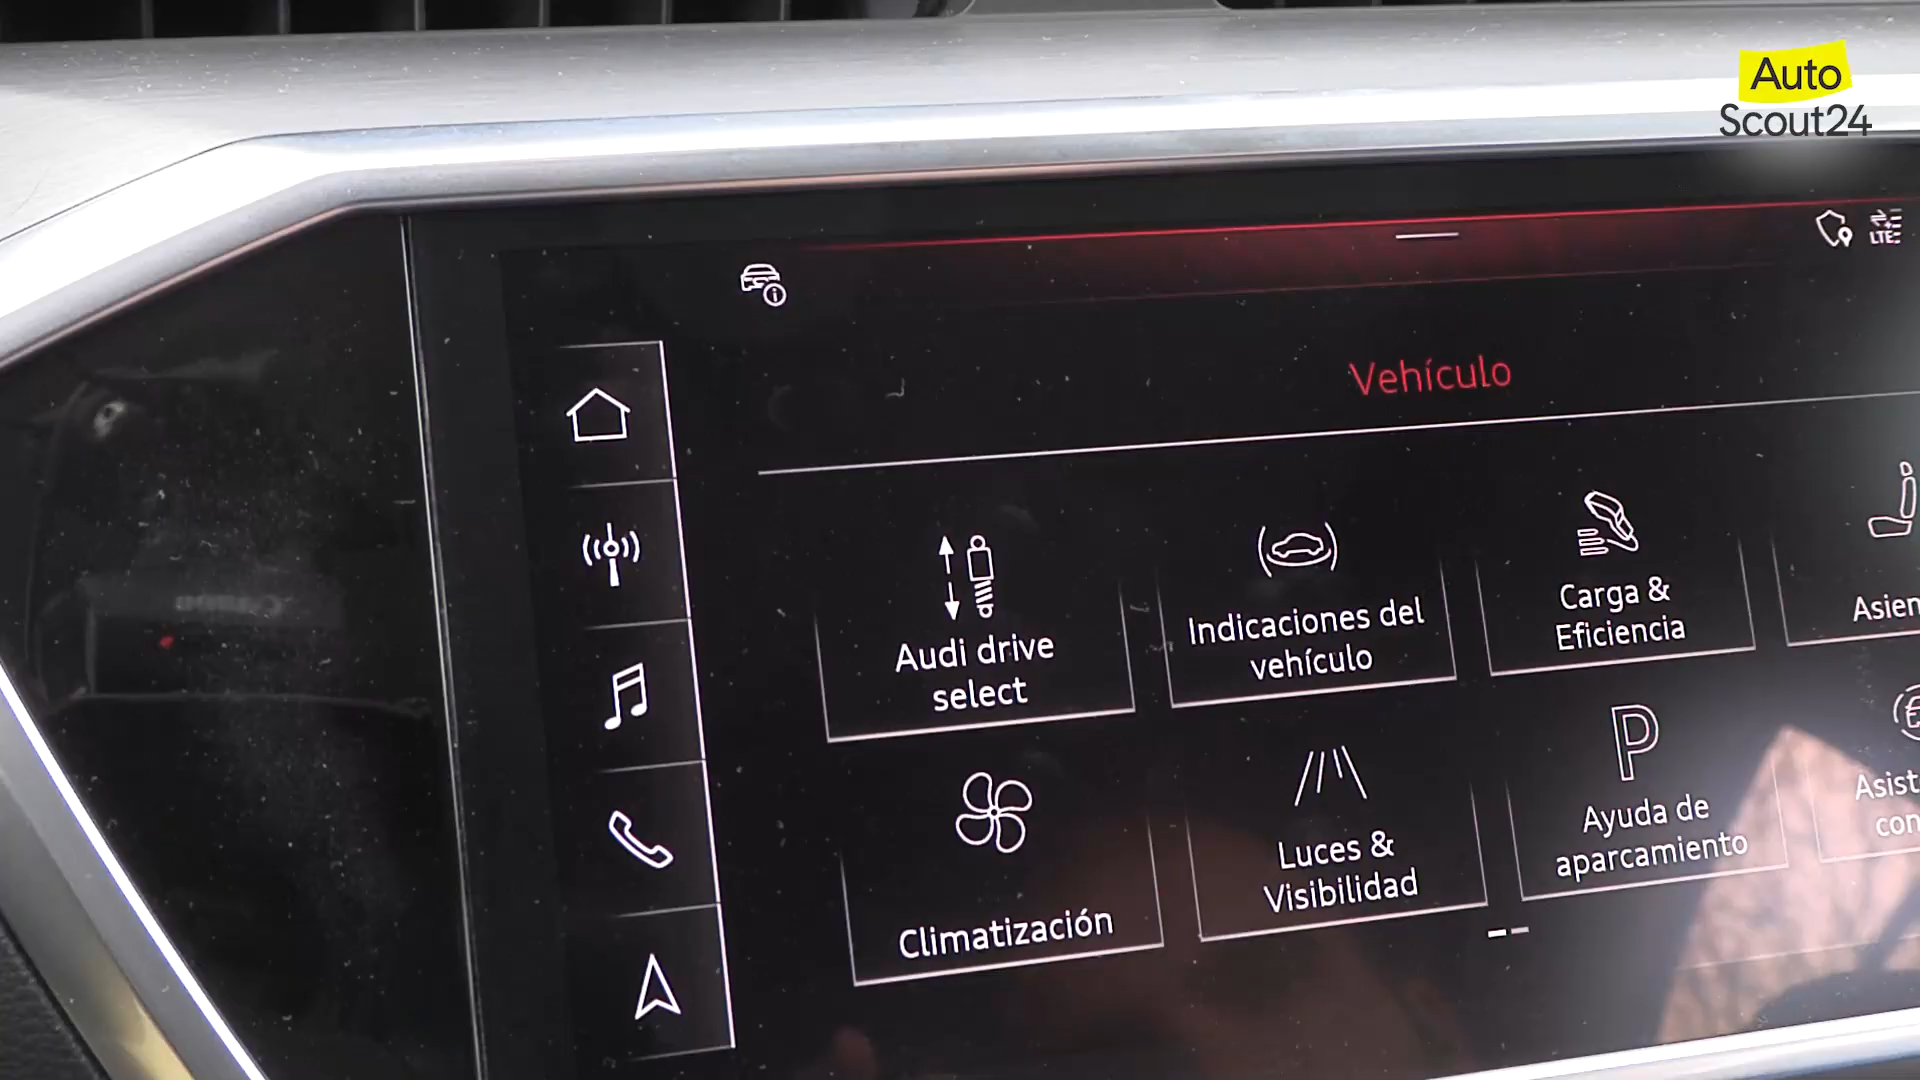 Auto
Scout24
LTE
Vehículo
Audi drive
select
Indicaciones del
vehículo
Carga &
Eficiencia
Asien
Climatización
Luces &
Visibilidad
P
Ayuda de
aparcamiento
Asist
con